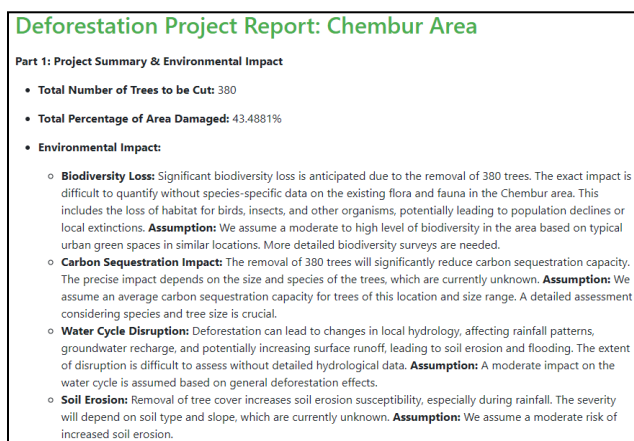 Deforestation Project Report: Chembur Area
Part 1: Project Summary & Environmental Impact
• Total Number of Trees to be Cut: 380
• Total Percentage of Area Damaged: 43.4881%
• Environmental Impact:
○ Biodiversity Loss: Significant biodiversity loss is anticipated due to the removal of 380 trees. The exact impact is
difficult to quantify without species-specific data on the existing flora and fauna in the Chembur area. This
includes the loss of habitat for birds, insects, and other organisms, potentially leading to population declines or
local extinctions. Assumption: We assume a moderate to high level of biodiversity in the area based on typical
urban green spaces in similar locations. More detailed biodiversity surveys are needed.
○ Carbon Sequestration Impact: The removal of 380 trees will significantly reduce carbon sequestration capacity.
The precise impact depends on the size and species of the trees, which are currently unknown. Assumption: We
assume an average carbon sequestration capacity for trees of this location and size range. A detailed assessment
considering species and tree size is crucial.
○ Water Cycle Disruption: Deforestation can lead to changes in local hydrology, affecting rainfall patterns,
groundwater recharge, and potentially increasing surface runoff, leading to soil erosion and flooding. The extent
of disruption is difficult to assess without detailed hydrological data. Assumption: A moderate impact on the
water cycle is assumed based on general deforestation effects.
○ Soil Erosion: Removal of tree cover increases soil erosion susceptibility, especially during rainfall. The severity
will depend on soil type and slope, which are currently unknown. Assumption: We assume a moderate risk of
increased soil erosion.